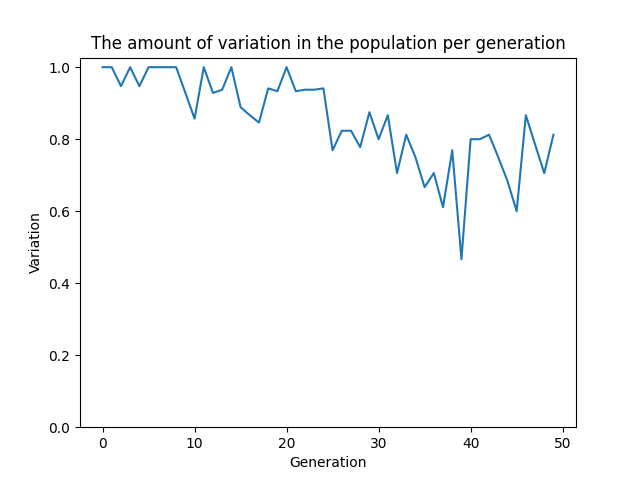 The amount of variation in the population per generation
1.0
0.8
0.6
0.4
0.2
0.0
Variation
0 10 20 30 40 50
Generation